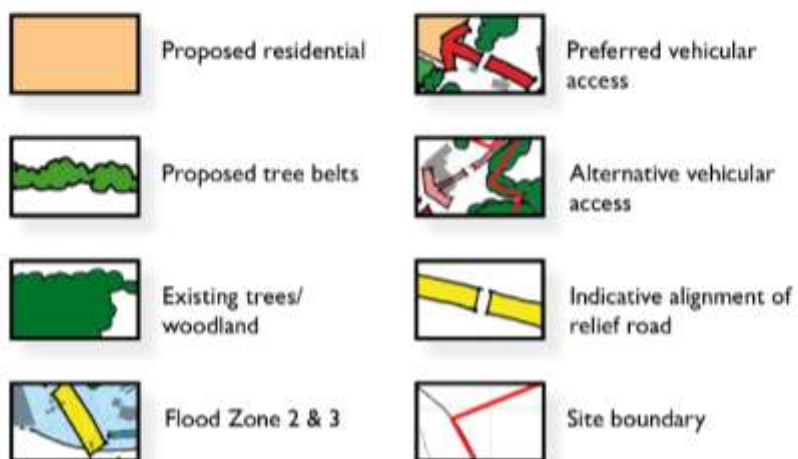 Proposed residential
Preferred vehicular
access
Proposed tree belts
Alternative vehicular
access
Existing trees/
woodland
Indicative alignment of
relief road
Flood Zone 2 & 3
Site boundary